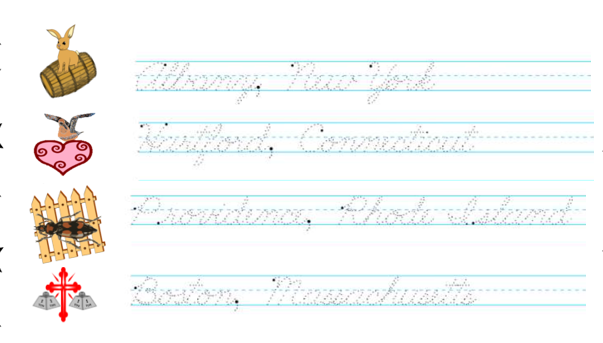 Albany, New York
Hartford, Connecticut
Providence, Rhode Island
Boston, Massachusetts